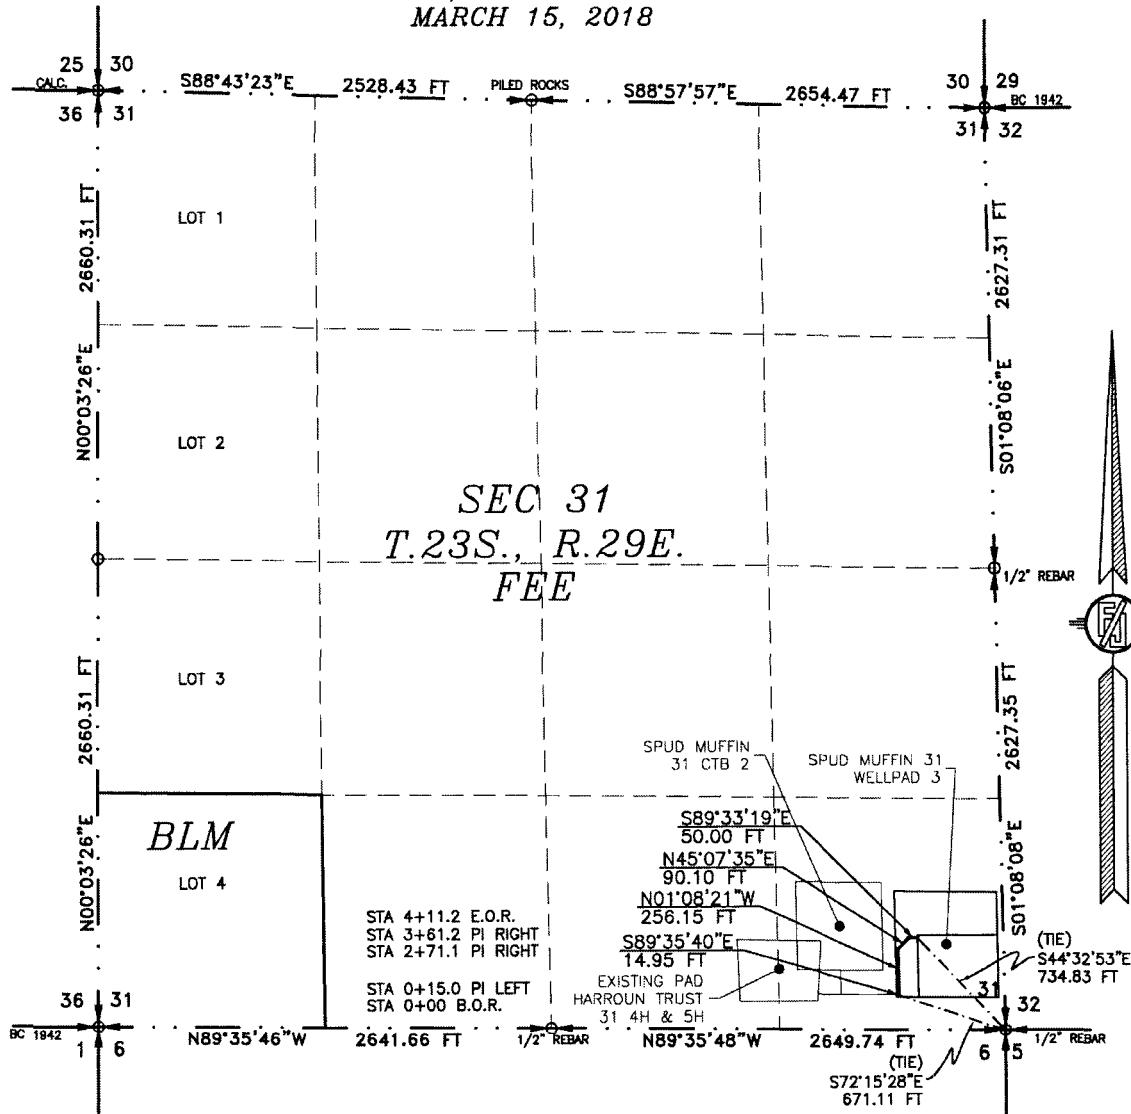 MARCH 15, 2018
25 30
CALC.
36 31
S88°43'23"E 2528.43 FT
PILED ROCKS
S88°57'57"E 2654.47 FT
30 29
BC 1942
31 32
2660.31 FT
LOT 1
2627.31 FT
N00°03'26"E
LOT 2
S01°08'06"E
SEC 31
T.23S., R.29E.
FEE
1/2" REBAR
2660.31 FT
LOT 3
2627.35 FT
SPUD MUFFIN
31 CTB 2
SPUD MUFFIN 31
WELLPAD 3
N00°03'26"E
BLM
LOT 4
S89°33'19"E
50.00 FT
N45°07'35"E
90.10 FT
N01°08'21"W
256.15 FT
S89°35'40"E
14.95 FT
S01°08'08"E
STA 4+11.2 E.O.R.
STA 3+61.2 PI RIGHT
STA 2+71.1 PI RIGHT
STA 0+15.0 PI LEFT
STA 0+00 B.O.R.
EXISTING PAD
HARROUN TRUST
31 4H & 5H
(TIE)
S44°32'53"E
734.83 FT
36 31
BC 1942
1 6
N89°35'46"W 2641.66 FT
1/2" REBAR
N89°35'48"W 2649.74 FT
31
32
6 5
1/2" REBAR
(TIE)
S72°15'28"E
671.11 FT